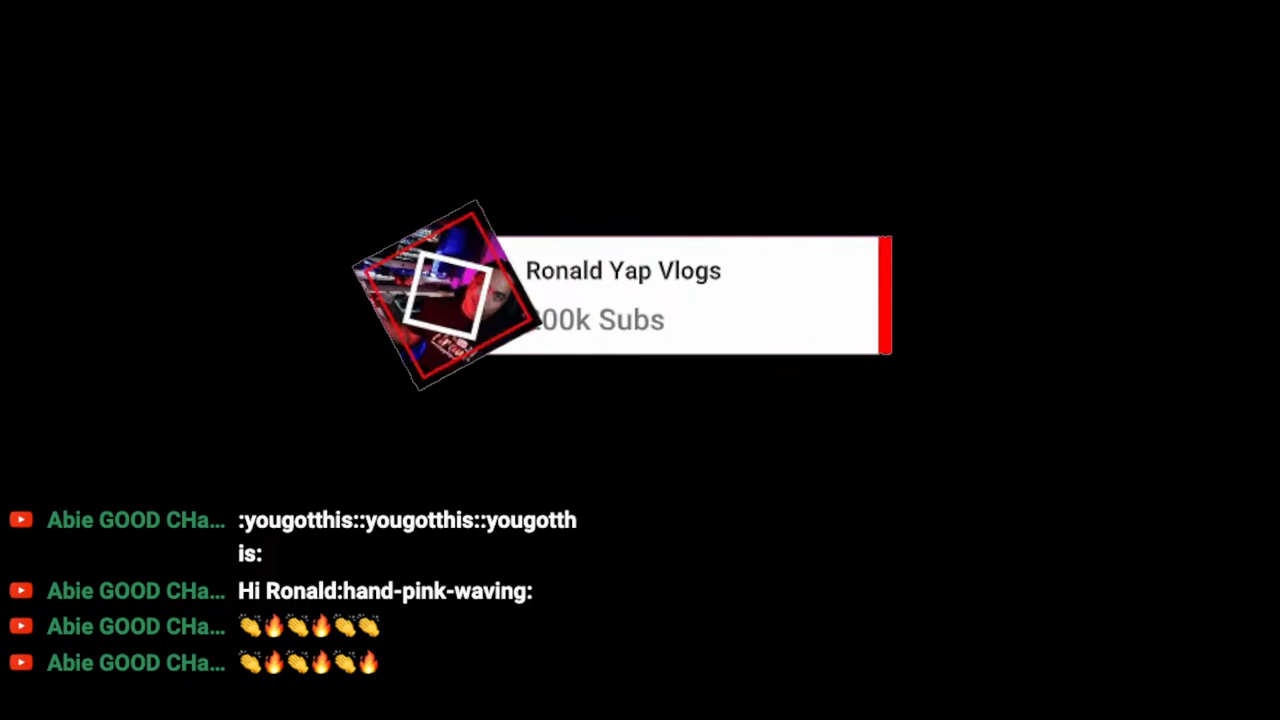 Ronald Yap Vlogs
Subs
Abie GOOD CHa... :yougotthis::yougotthis::yougotth
is:
Abie GOOD CHa... Hi Ronald:hand-pink-waving:
Abie GOOD CHa... 👏🔥👏🔥👏👏
Abie GOOD CHa... 👏🔥👏🔥👏🔥